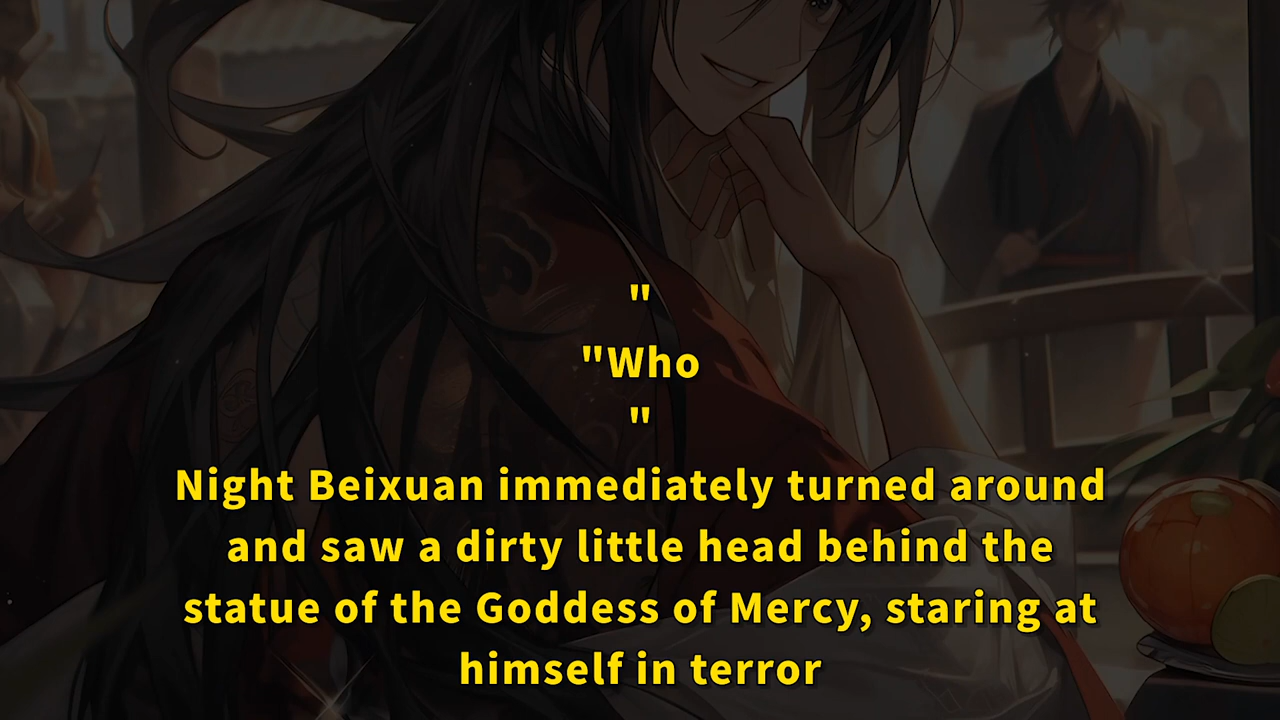 "
"Who
"
Night Beixuan immediately turned around
and saw a dirty little head behind the
statue of the Goddess of Mercy, staring at
himself in terror